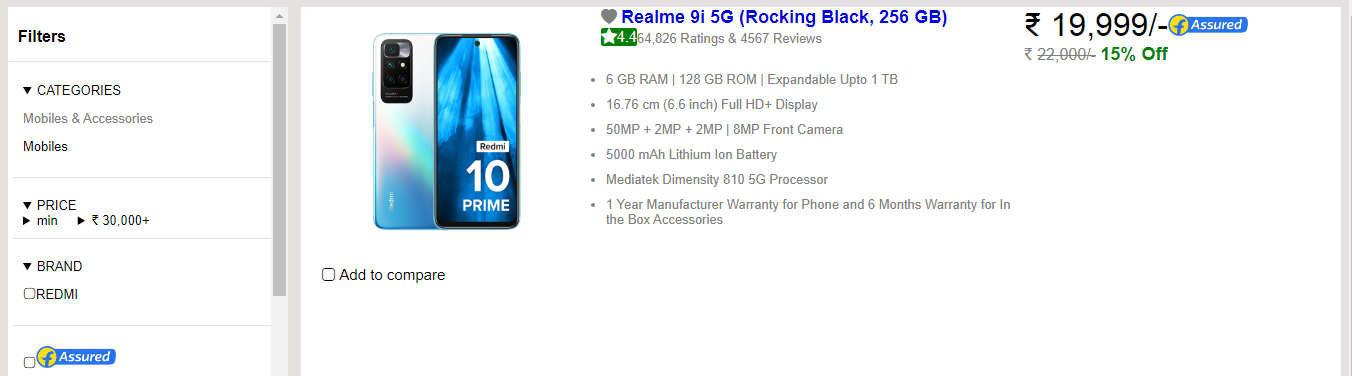 Filters
▼ CATEGORIES
Mobiles & Accessories
Mobiles
▼ PRICE
▶ min ▶ ₹ 30,000+
▼ BRAND
REDMI
f Assured
Redmi
10
PRIME
Redmi
Add to compare
Realme 9i 5G (Rocking Black, 256 GB)
★4.4 64,826 Ratings & 4567 Reviews
• 6 GB RAM | 128 GB ROM | Expandable Upto 1 TB
• 16.76 cm (6.6 inch) Full HD+ Display
• 50MP + 2MP + 2MP | 8MP Front Camera
• 5000 mAh Lithium Ion Battery
• Mediatek Dimensity 810 5G Processor
• 1 Year Manufacturer Warranty for Phone and 6 Months Warranty for In
the Box Accessories
₹ 19,999/- f Assured
₹ 22,000/- 15% Off